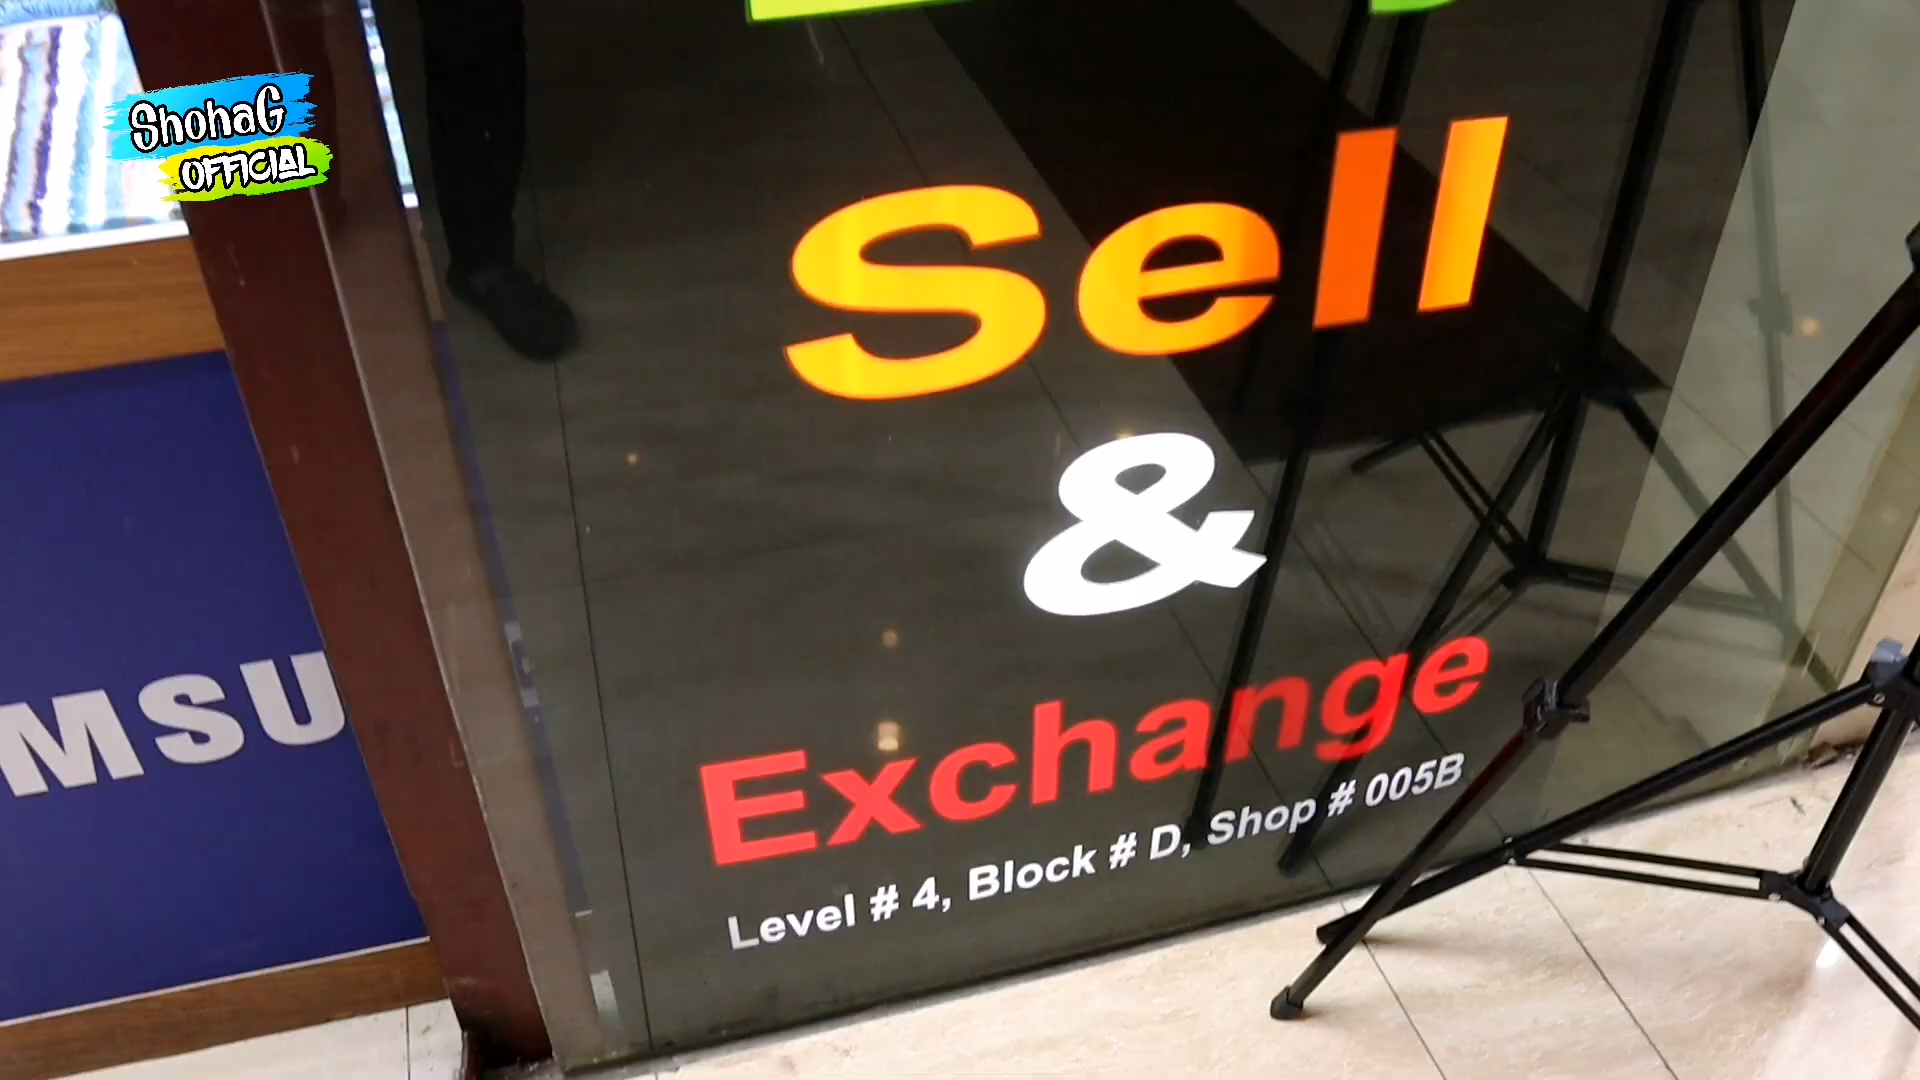 ShohaG
OFFICIAL
Sell
&
Exchange
Level # 4, Block # D, Shop # 005B
MSU